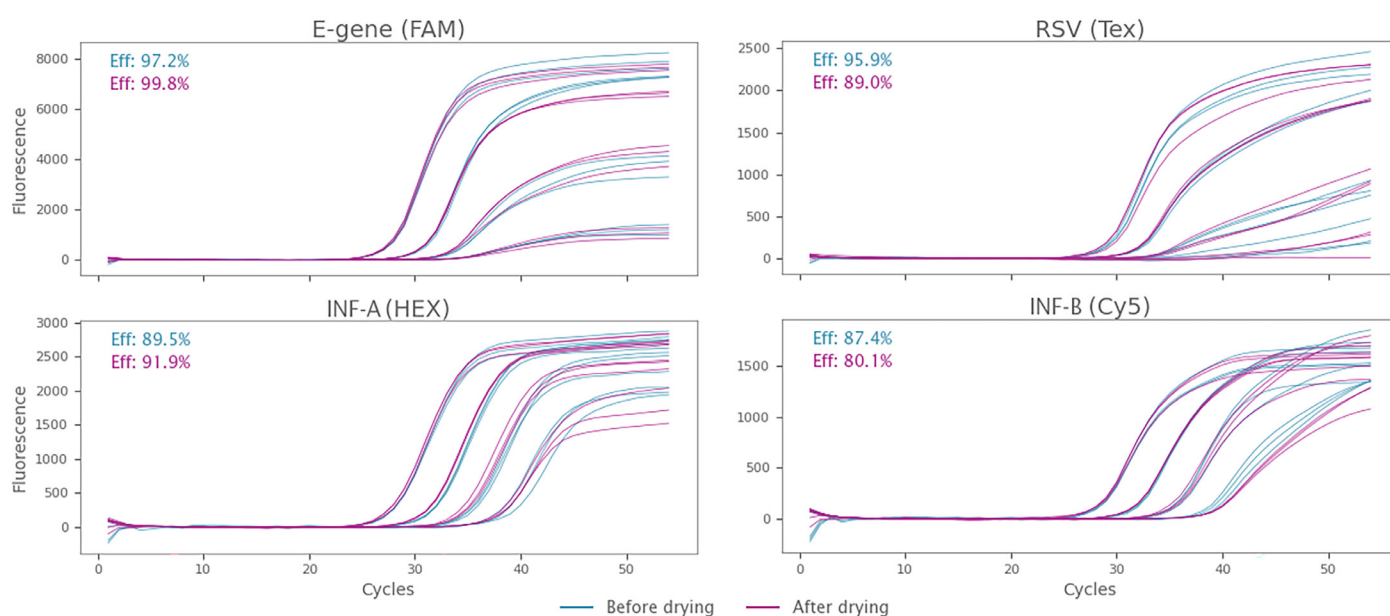 E-gene (FAM)
Eff: 97.2%
Eff: 99.8%
Fluorescence
8000
6000
4000
2000
0
RSV (Tex)
Eff: 95.9%
Eff: 89.0%
2500
2000
1500
1000
500
0
INF-A (HEX)
Eff: 89.5%
Eff: 91.9%
Fluorescence
3000
2500
2000
1500
1000
500
0
0 10 20 30 40 50
Cycles
INF-B (Cy5)
Eff: 87.4%
Eff: 80.1%
1500
1000
500
0
0 10 20 30 40 50
Cycles
Before drying After drying